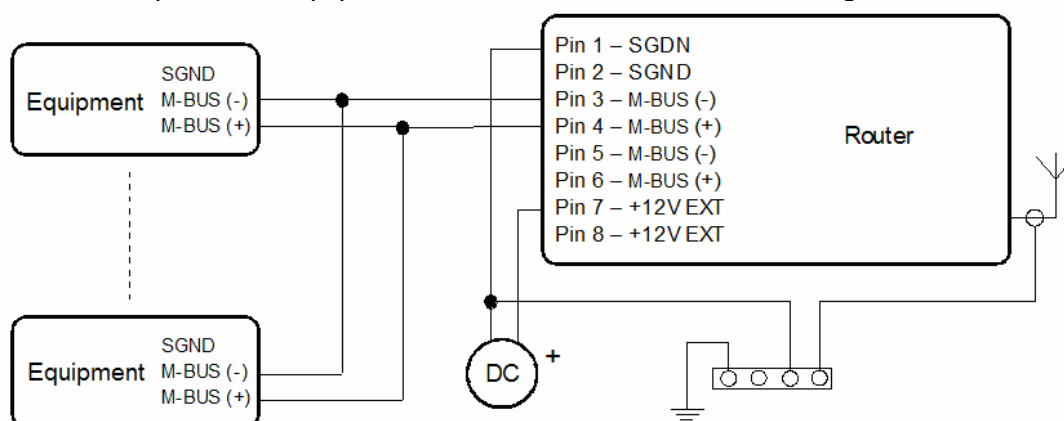 SGND
Equipment M-BUS (-)
M-BUS (+)
Pin 1 – SGDN
Pin 2 – SGND
Pin 3 – M-BUS (-)
Pin 4 – M-BUS (+)
Pin 5 – M-BUS (-)
Pin 6 – M-BUS (+)
Pin 7 – +12V EXT
Pin 8 – +12V EXT
Router
SGND
Equipment M-BUS (-)
M-BUS (+)
DC +